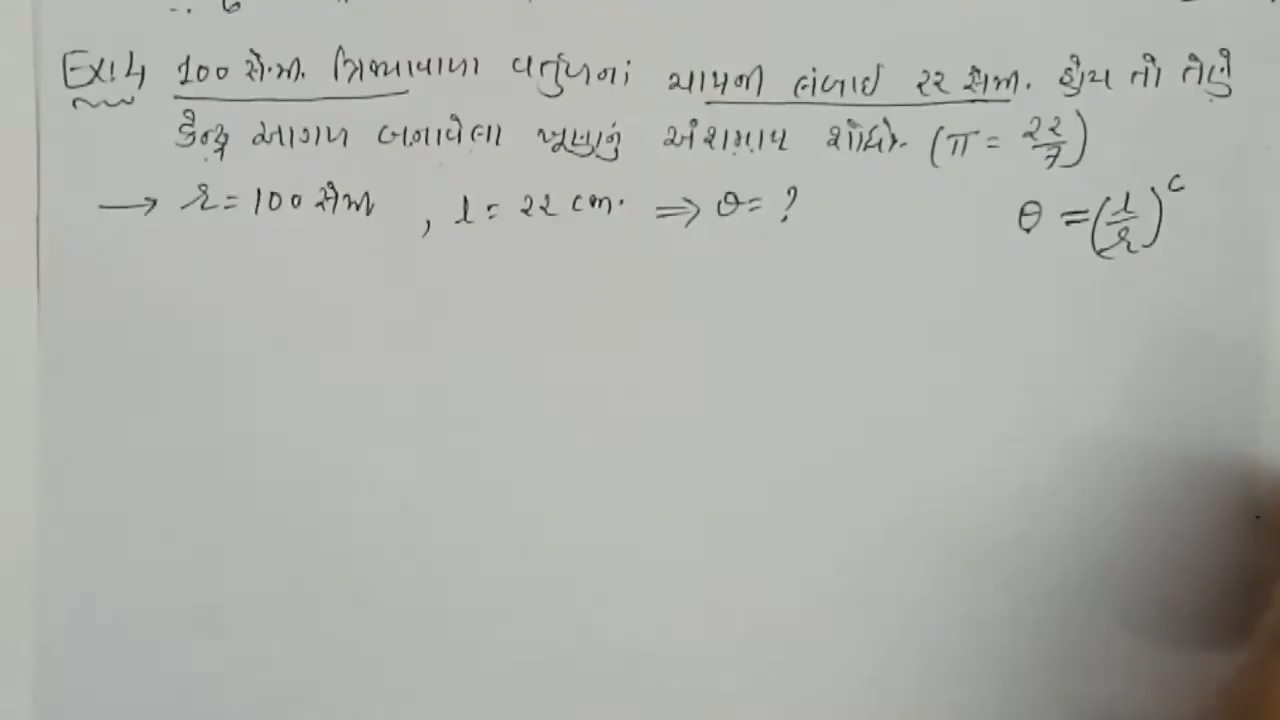 Ex:4 100 સે.મી. ત્રિજ્યાવાળા વર્તુળનાં ચાપની લંબાઈ 22 સેમી. હોય તો તેણે
કેન્દ્ર આગળ બનાવેલા ખૂણાનું અંશમાપ શોધો. (π = 22/7)
→ r = 100 સેમી , l = 22 cm. ⇒ θ = ? θ = (l/r)^c